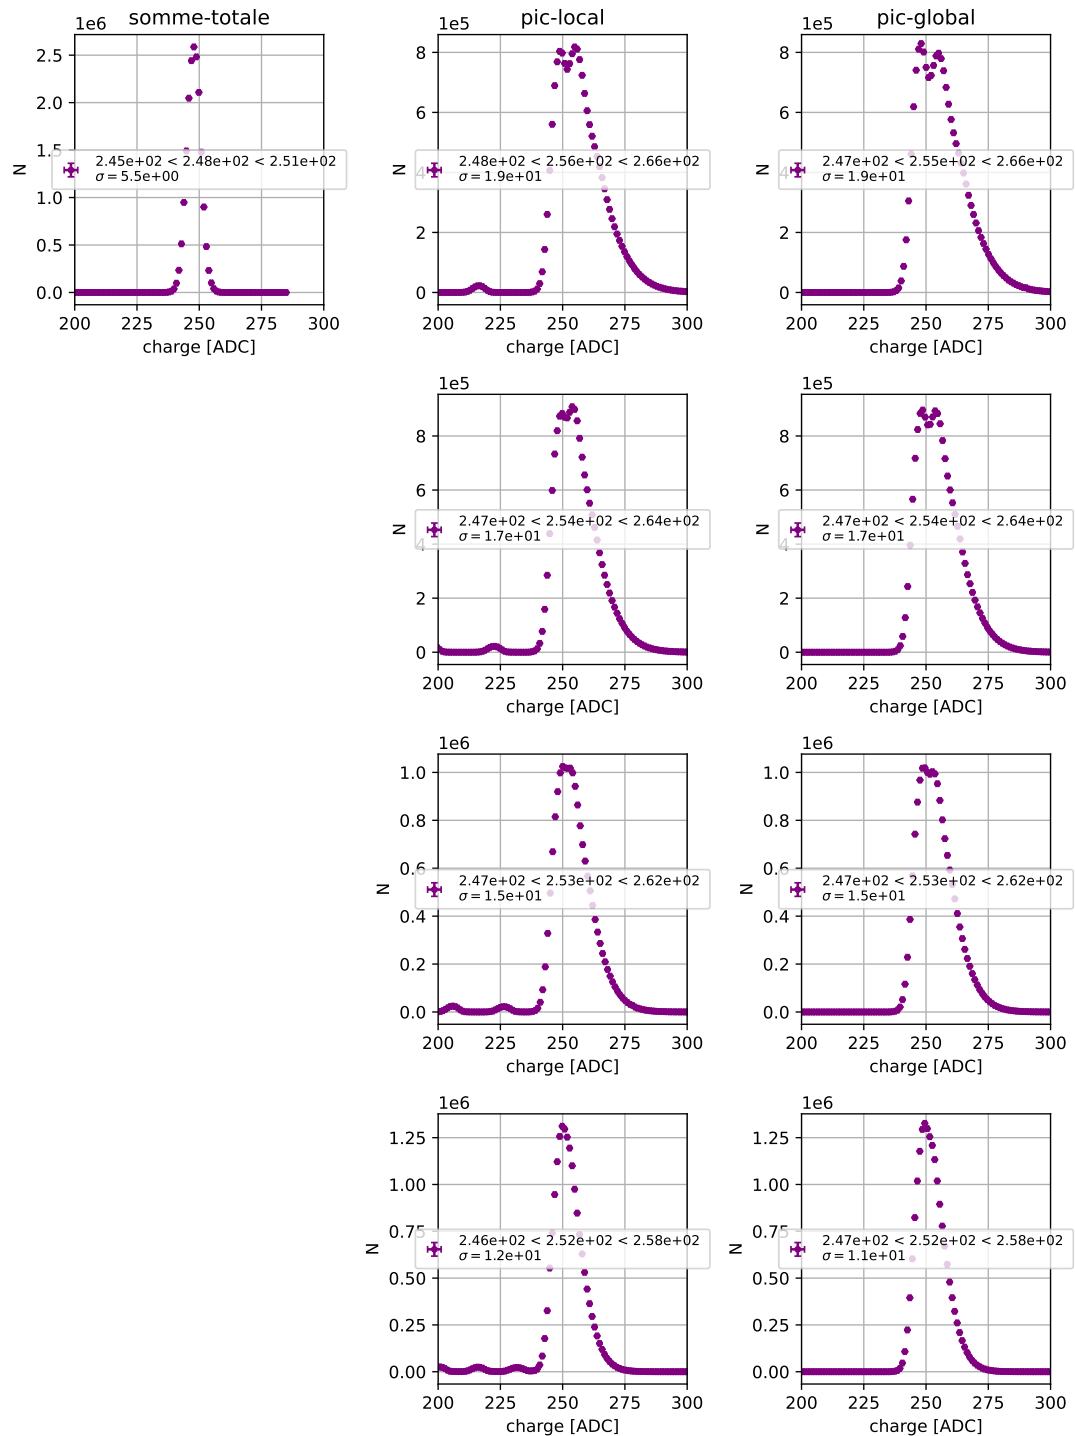 somme-totale
1e6
2.5
2.0
1.5
1.0
0.5
0.0
N
2.45e+02 < 2.48e+02 < 2.51e+02
σ = 5.5e+00
200 225 250 275 300
charge [ADC]
pic-local
1e5
8
6
4
2
0
N
2.48e+02 < 2.56e+02 < 2.66e+02
σ = 1.9e+01
200 225 250 275 300
charge [ADC]
pic-global
1e5
8
6
4
2
0
N
2.47e+02 < 2.55e+02 < 2.66e+02
σ = 1.9e+01
200 225 250 275 300
charge [ADC]
1e5
8
6
4
2
0
N
2.47e+02 < 2.54e+02 < 2.64e+02
σ = 1.7e+01
200 225 250 275 300
charge [ADC]
1e5
8
6
4
2
0
N
2.47e+02 < 2.54e+02 < 2.64e+02
σ = 1.7e+01
200 225 250 275 300
charge [ADC]
1e6
1.0
0.8
0.6
0.4
0.2
0.0
N
2.47e+02 < 2.53e+02 < 2.62e+02
σ = 1.5e+01
200 225 250 275 300
charge [ADC]
1e6
1.0
0.8
0.6
0.4
0.2
0.0
N
2.47e+02 < 2.53e+02 < 2.62e+02
σ = 1.5e+01
200 225 250 275 300
charge [ADC]
1e6
1.25
1.00
0.75
0.50
0.25
0.00
N
2.46e+02 < 2.52e+02 < 2.58e+02
σ = 1.2e+01
200 225 250 275 300
charge [ADC]
1e6
1.25
1.00
0.75
0.50
0.25
0.00
N
2.47e+02 < 2.52e+02 < 2.58e+02
σ = 1.1e+01
200 225 250 275 300
charge [ADC]